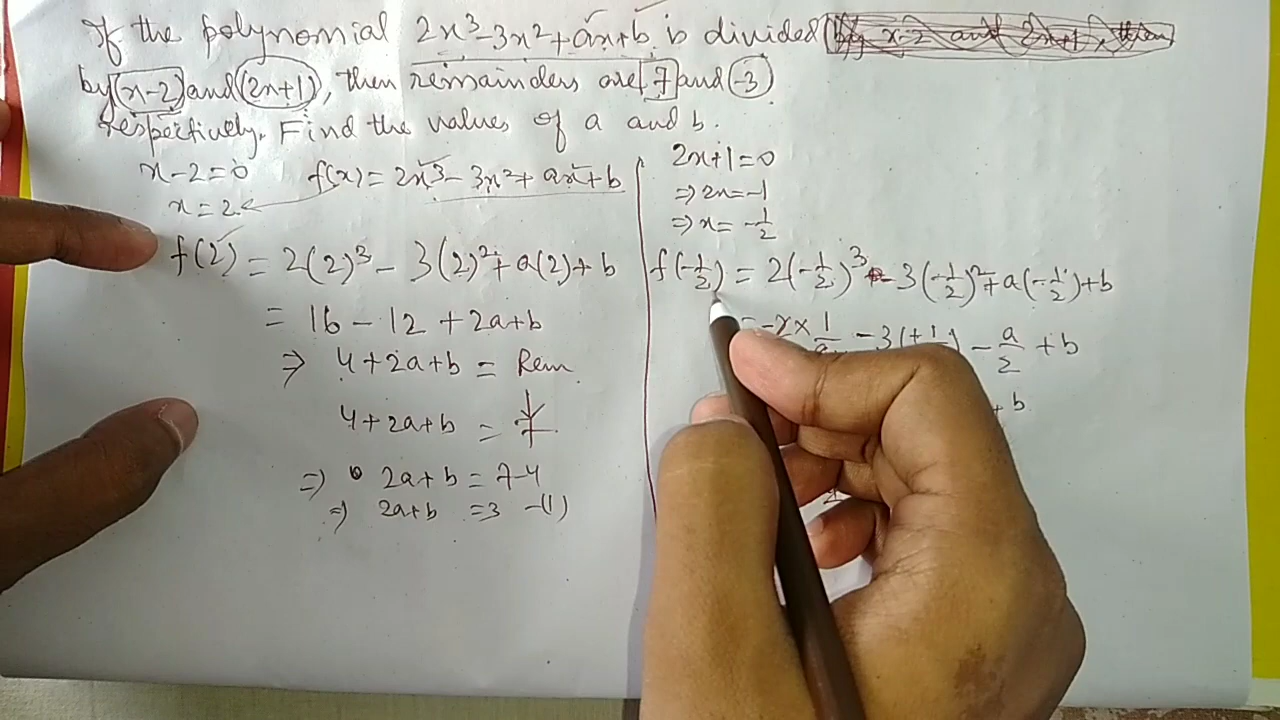 If the polynomial 2x³-3x²+ax+b is divided
by (x-2) and (2x+1), then remainders are 7 and -3
respectively. Find the values of a and b.
x-2=0 f(x) = 2x³- 3x²+ ax+b
x = 2
f(2) = 2(2)³ - 3(2)²+ a(2)+b
= 16 - 12 + 2a+b
⇒ 4+2a+b = Rem
4+2a+b = 7
⇒ 2a+b = 7-4
⇒ 2a+b =3 -(1)
2x+1=0
⇒ 2x=-1
⇒ x= -1/2
f(-1/2) = 2(-1/2)³ - 3(-1/2)²+a(-1/2)+b
- a/2 + b
+ b